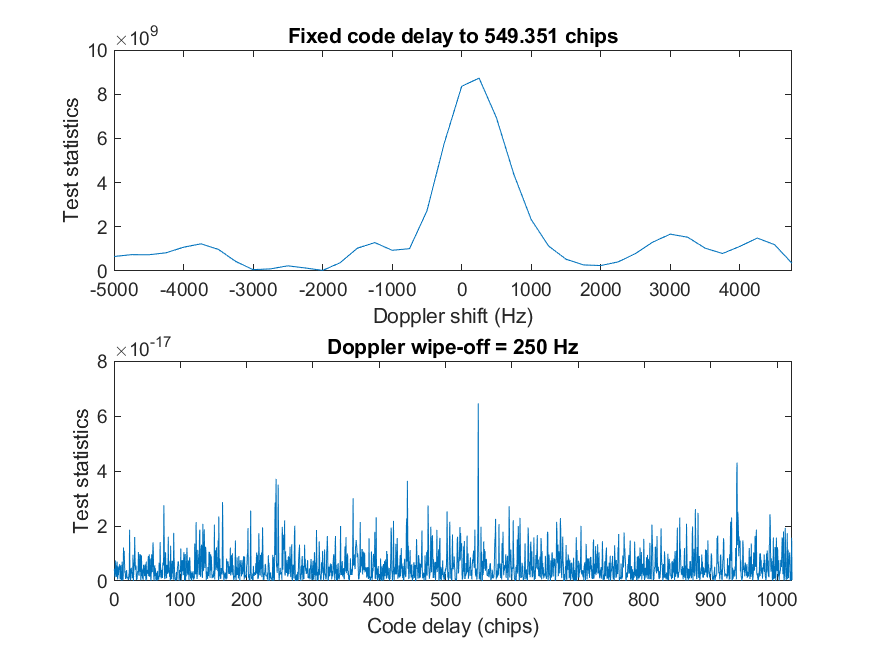 ×10^9
Fixed code delay to 549.351 chips
10
8
6
4
2
0
Test statistics
-5000 -4000 -3000 -2000 -1000 0 1000 2000 3000 4000
Doppler shift (Hz)
×10^-17
Doppler wipe-off = 250 Hz
8
6
4
2
0
Test statistics
0 100 200 300 400 500 600 700 800 900 1000
Code delay (chips)